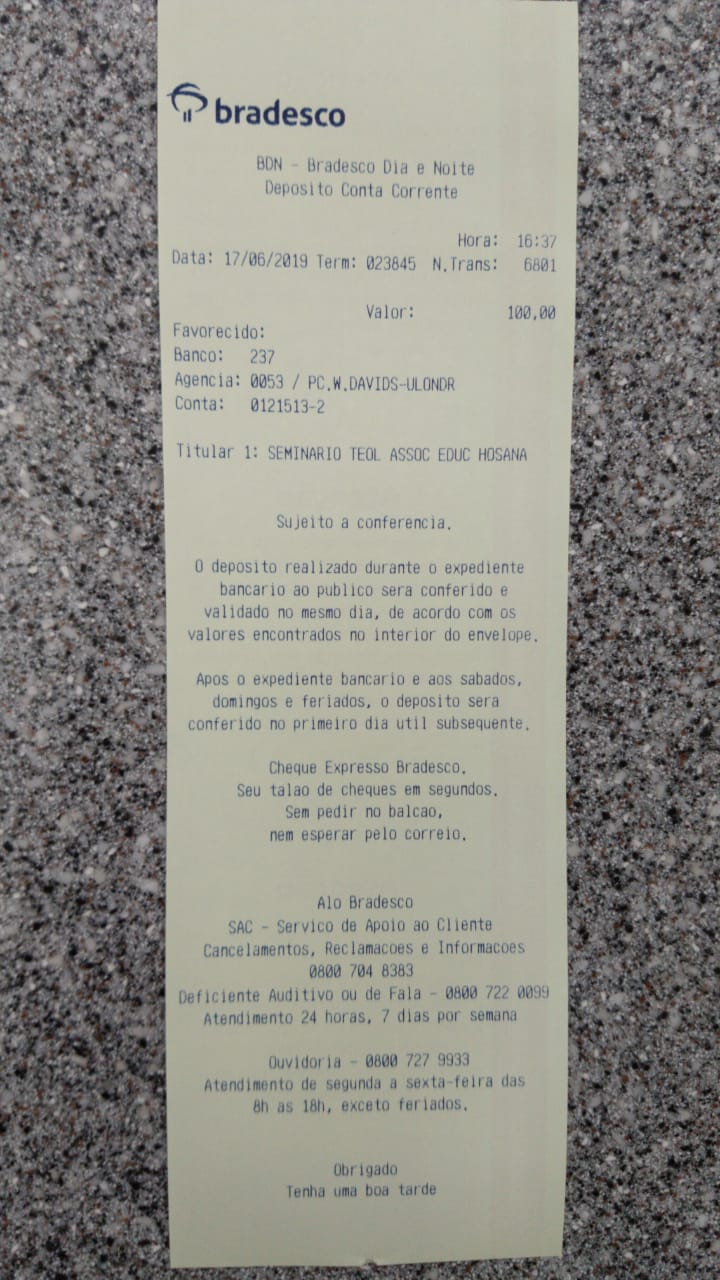 bradesco
BDN - Bradesco Dia e Noite
Deposito Conta Corrente
Hora: 16:37
Data: 17/06/2019 Term: 023845 N.Trans: 6801
Valor: 100,00
Favorecido:
Banco: 237
Agencia: 0053 / PC.W.DAVIDS-ULONDR
Conta: 0121513-2
Titular 1: SEMINARIO TEOL ASSOC EDUC HOSANA
Sujeito a conferencia.
O deposito realizado durante o expediente
bancario ao publico sera conferido e
validado no mesmo dia, de acordo com os
valores encontrados no interior do envelope.
Apos o expediente bancario e aos sabados,
domingos e feriados, o deposito sera
conferido no primeiro dia util subsequente.
Cheque Expresso Bradesco.
Seu talao de cheques em segundos.
Sem pedir no balcao,
nem esperar pelo correio.
Alo Bradesco
SAC - Servico de Apoio ao Cliente
Cancelamentos, Reclamacoes e Informacoes
0800 704 8383
Deficiente Auditivo ou de Fala - 0800 722 0099
Atendimento 24 horas, 7 dias por semana
Ouvidoria - 0800 727 9933
Atendimento de segunda a sexta-feira das
8h as 18h, exceto feriados.
Obrigado
Tenha uma boa tarde